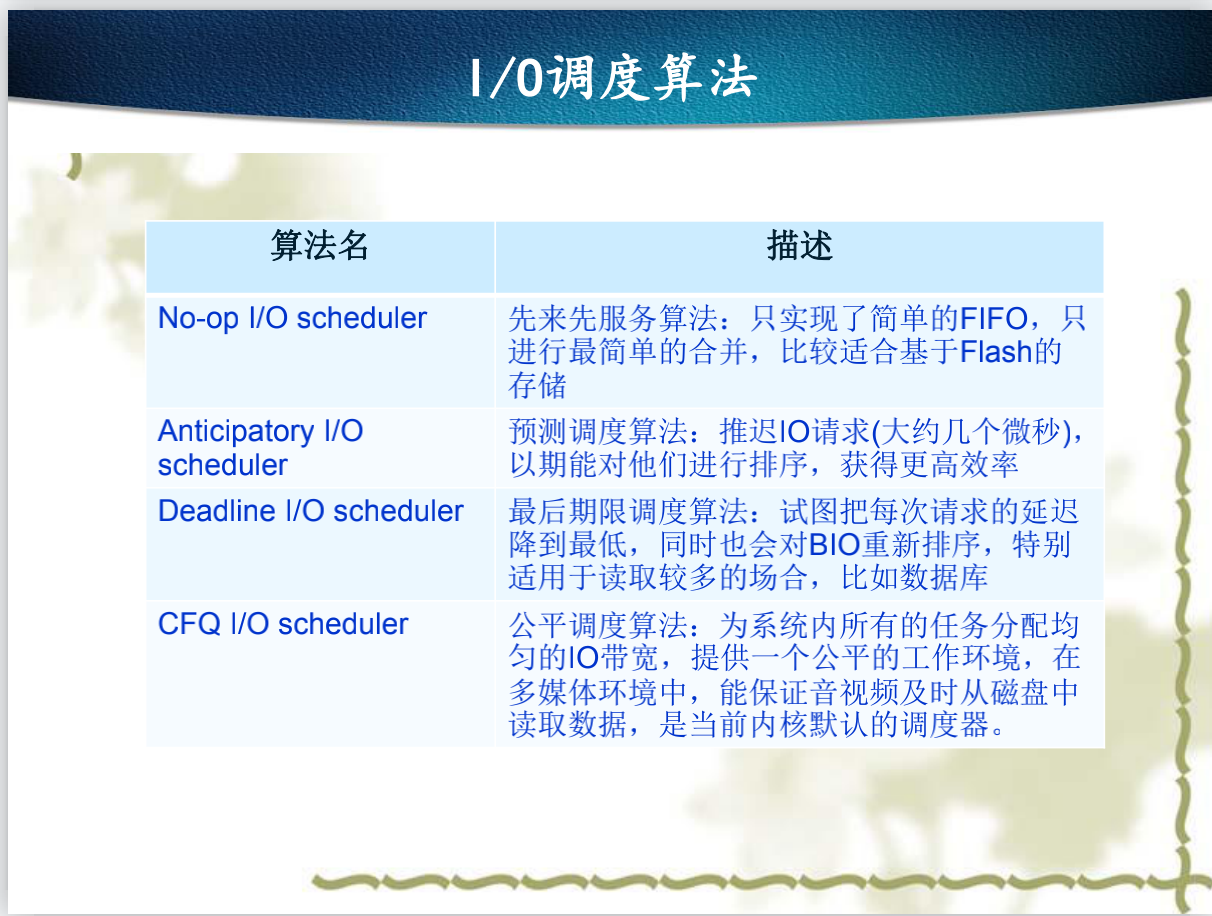 I/O调度算法
算法名
描述
No-op I/O scheduler
先来先服务算法：只实现了简单的FIFO，只
进行最简单的合并，比较适合基于Flash的
存储
Anticipatory I/O
scheduler
预测调度算法：推迟IO请求(大约几个微秒)，
以期能对他们进行排序，获得更高效率
Deadline I/O scheduler
最后期限调度算法：试图把每次请求的延迟
降到最低，同时也会对BIO重新排序，特别
适用于读取较多的场合，比如数据库
CFQ I/O scheduler
公平调度算法：为系统内所有的任务分配均
匀的IO带宽，提供一个公平的工作环境，在
多媒体环境中，能保证音视频及时从磁盘中
读取数据，是当前内核默认的调度器。